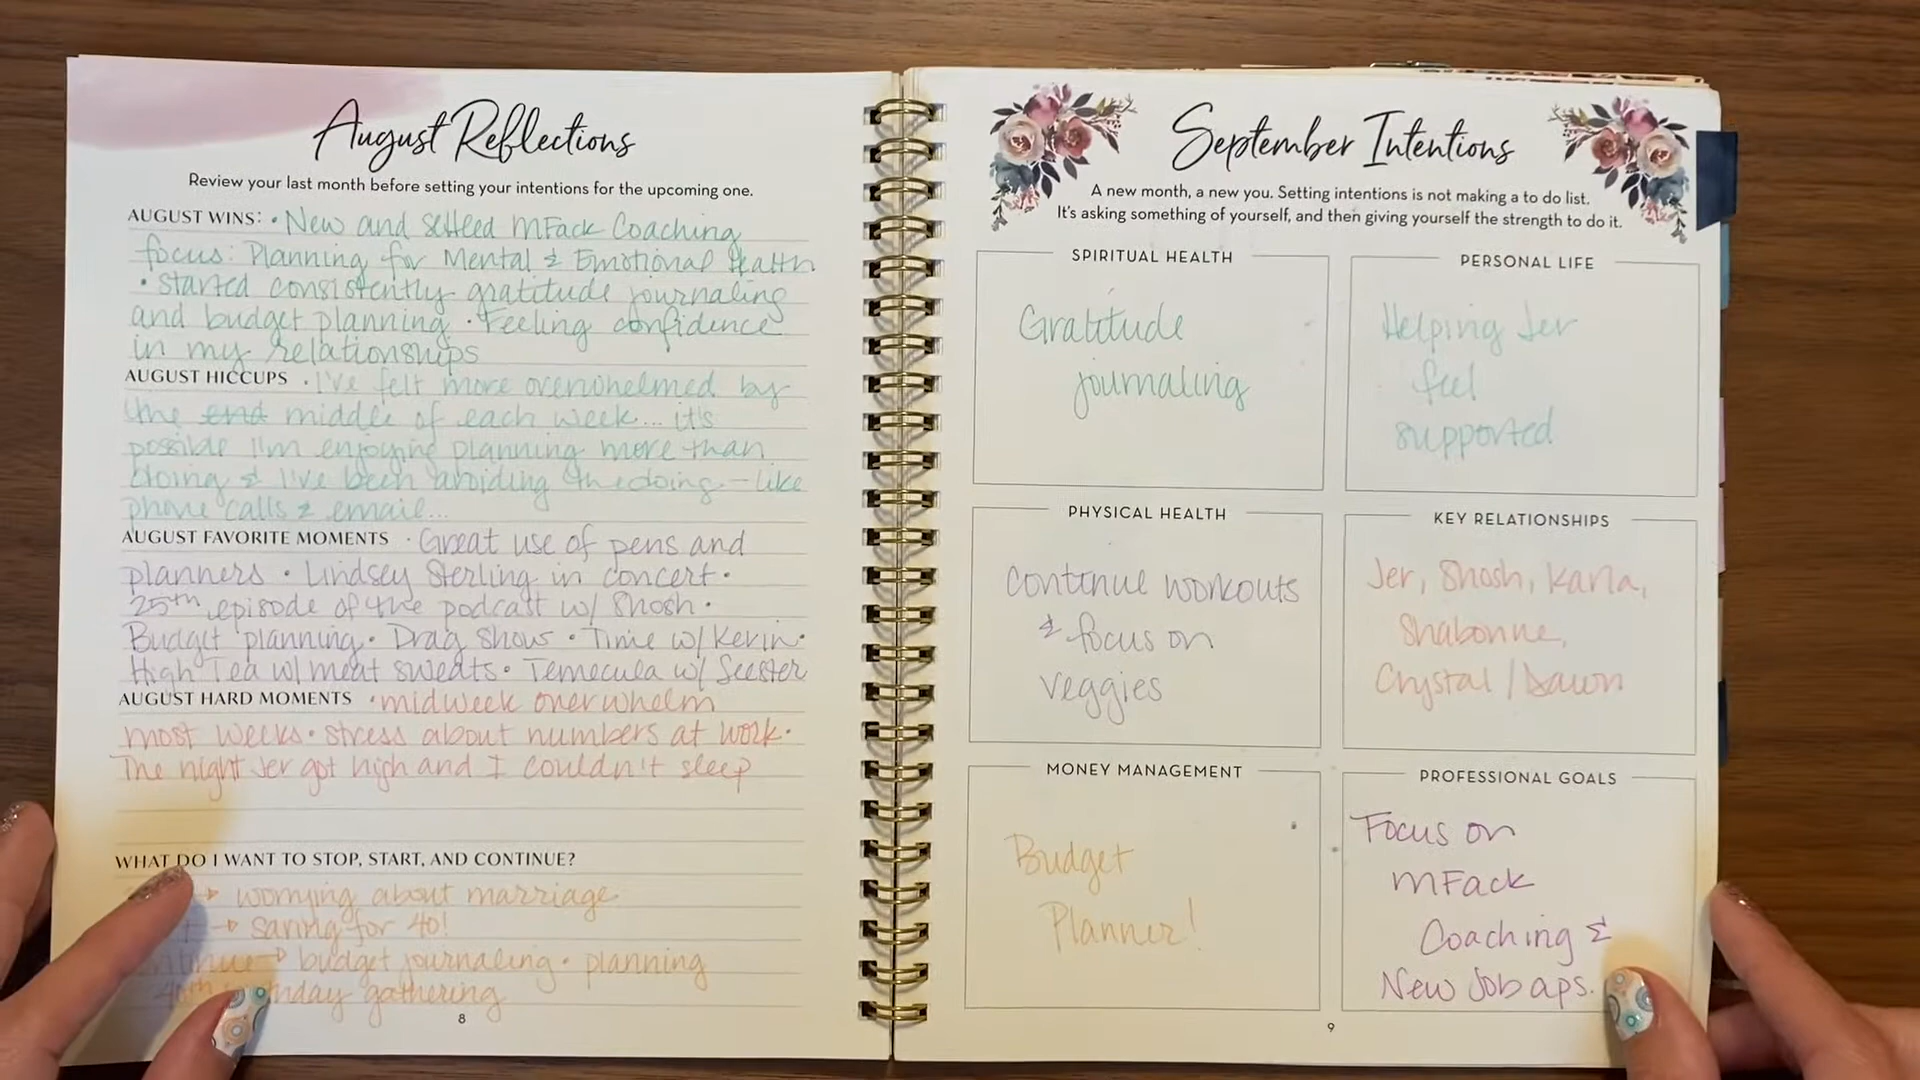 August Reflections
Review your last month before setting your intentions for the upcoming one.
AUGUST WINS: • New and settled MFack Coaching
focus: Planning for Mental & Emotional Health
• started consistently gratitude journaling
and budget planning • Feeling confidence
in my relationships
AUGUST HICCUPS • I've felt more overwhelmed by
the end middle of each week... it's
possible I'm enjoying planning more than
doing & I've been avoiding the doing - like
phone calls & email...
AUGUST FAVORITE MOMENTS • Great use of pens and
planners • Lindsey Sterling in concert •
25th episode of the podcast w/ Shosh •
Budget planning • Drag Show • Time w/ Kevin •
High Tea w/ meat sweats • Temecula w/ Seester
AUGUST HARD MOMENTS • midweek overwhelm
most weeks • stress about numbers at work •
The night Jer got high and I couldn't sleep
WHAT DO I WANT TO STOP, START, AND CONTINUE?
→ worrying about marriage
→ saving for 40!
→ budget journaling • planning
gathering
8
September Intentions
A new month, a new you. Setting intentions is not making a to do list.
It's asking something of yourself, and then giving yourself the strength to do it.
SPIRITUAL HEALTH
Gratitude
journaling
PERSONAL LIFE
Helping Jer
feel
supported
PHYSICAL HEALTH
continue workouts
& focus on
veggies
KEY RELATIONSHIPS
Jer, Shosh, Karla,
Shabonne,
Crystal / Dawn
MONEY MANAGEMENT
Budget
Planner!
PROFESSIONAL GOALS
Focus on
MFack
Coaching &
New Job aps.
9